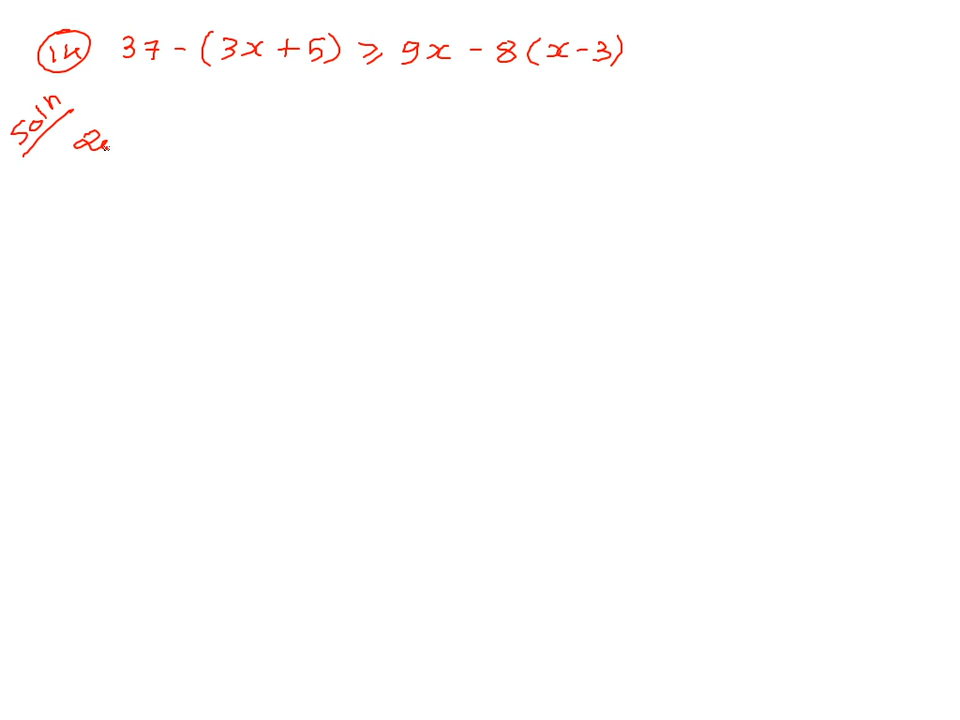 14 37 - (3x + 5) ⩾ 9x - 8 (x - 3)
Soln